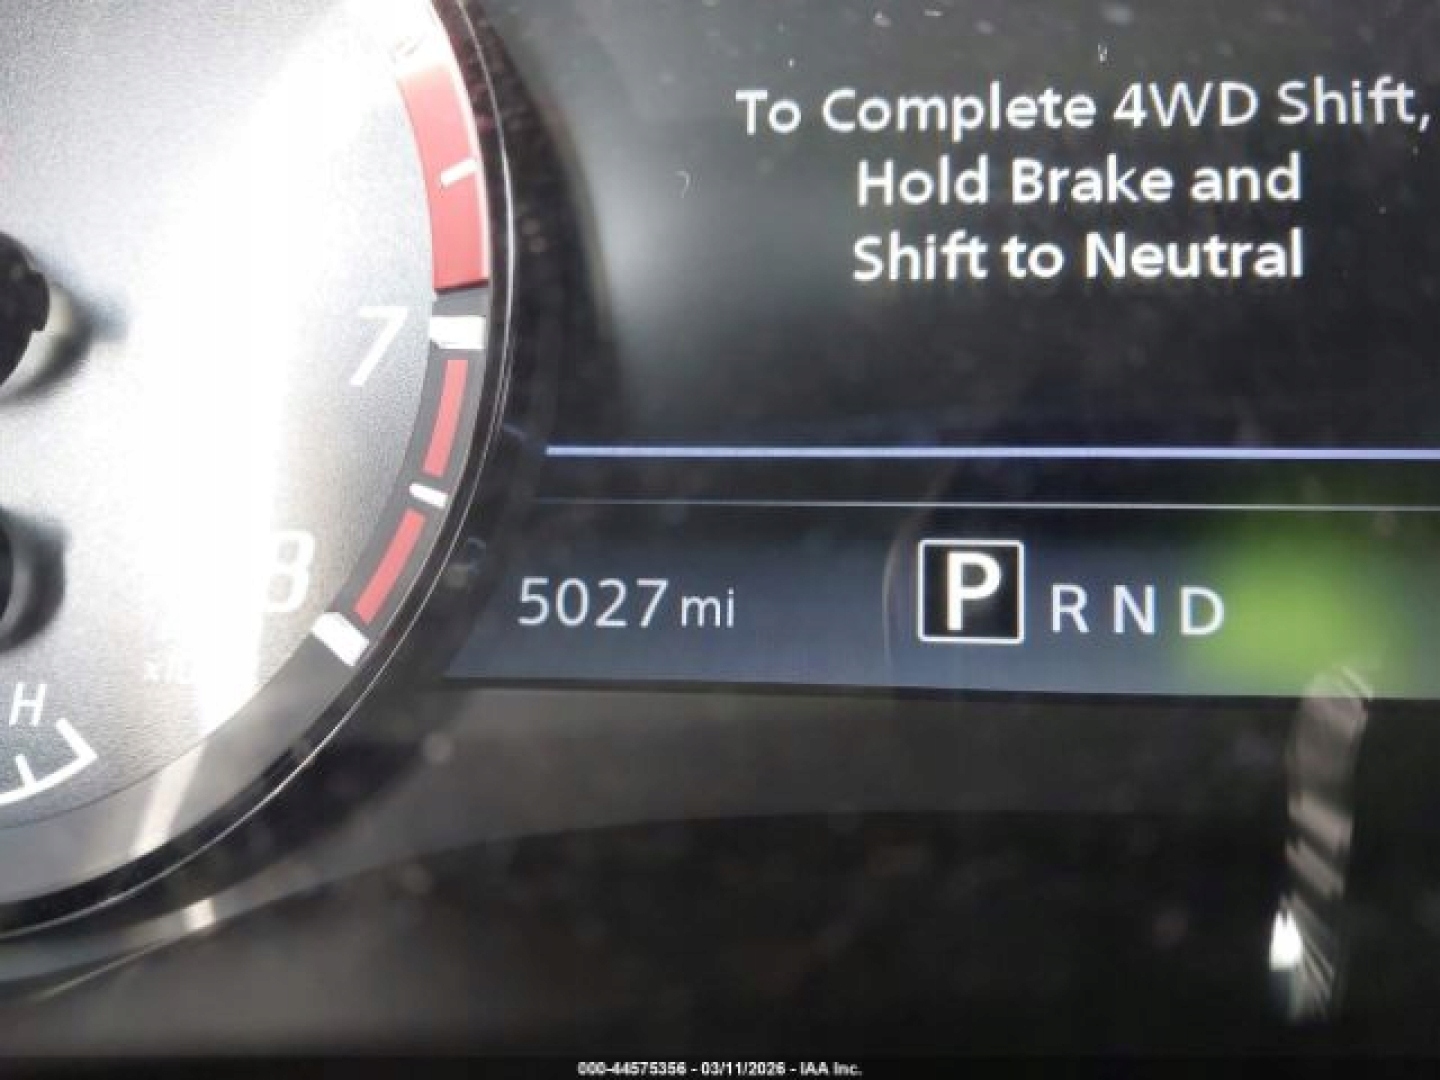 To Complete 4WD Shift,
Hold Brake and
Shift to Neutral
7
8
H
5027 mi
P R N D
000-44575356 - 03/11/2026 - IAA Inc.